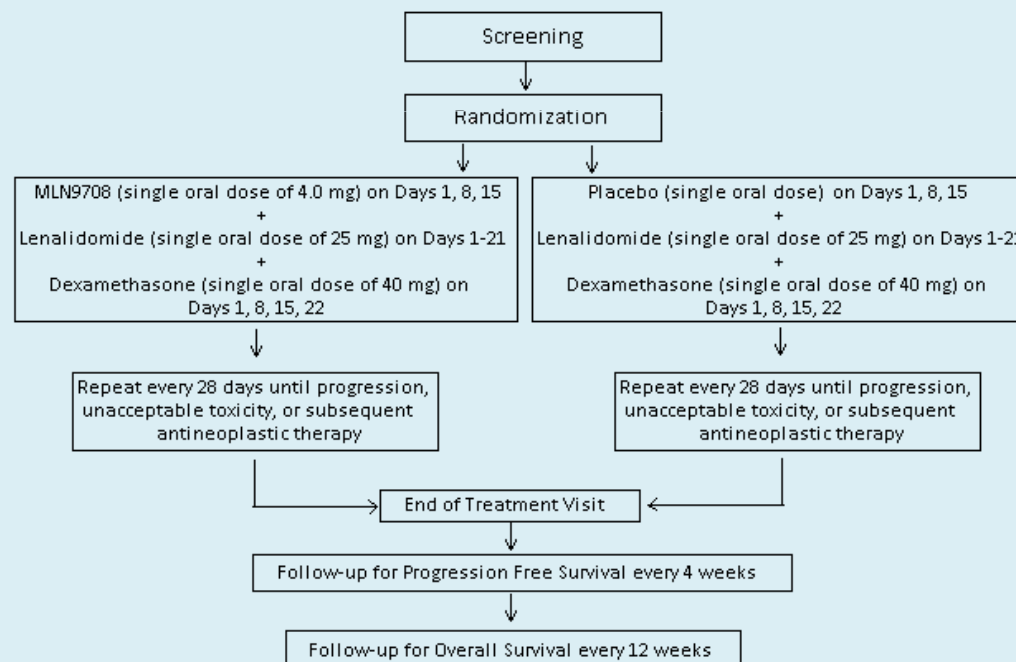 Screening
Randomization
MLN9708 (single oral dose of 4.0 mg) on Days 1, 8, 15
+
Lenalidomide (single oral dose of 25 mg) on Days 1-21
+
Dexamethasone (single oral dose of 40 mg) on
Days 1, 8, 15, 22
Placebo (single oral dose) on Days 1, 8, 15
+
Lenalidomide (single oral dose of 25 mg) on Days 1-21
+
Dexamethasone (single oral dose of 40 mg) on
Days 1, 8, 15, 22
Repeat every 28 days until progression,
unacceptable toxicity, or subsequent
antineoplastic therapy
Repeat every 28 days until progression,
unacceptable toxicity, or subsequent
antineoplastic therapy
End of Treatment Visit
Follow-up for Progression Free Survival every 4 weeks
Follow-up for Overall Survival every 12 weeks